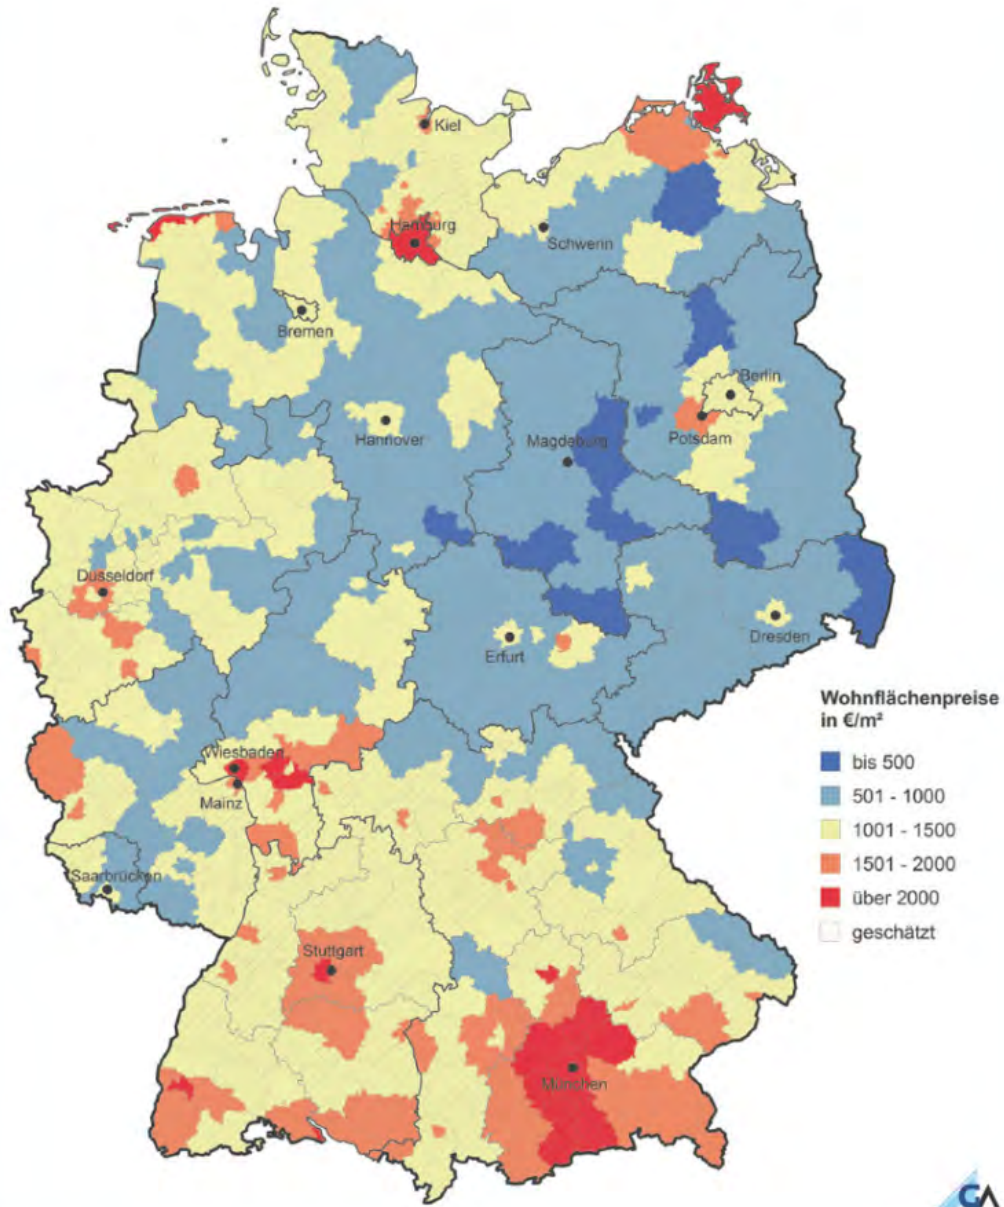 Kiel
Hamburg
Schwerin
Bremen
Berlin
Hannover
Magdeburg
Potsdam
Düsseldorf
Erfurt
Dresden
Wohnflächenpreise
in €/m²
bis 500
501 - 1000
1001 - 1500
1501 - 2000
über 2000
geschätzt
Wiesbaden
Mainz
Saarbrücken
Stuttgart
München
GA